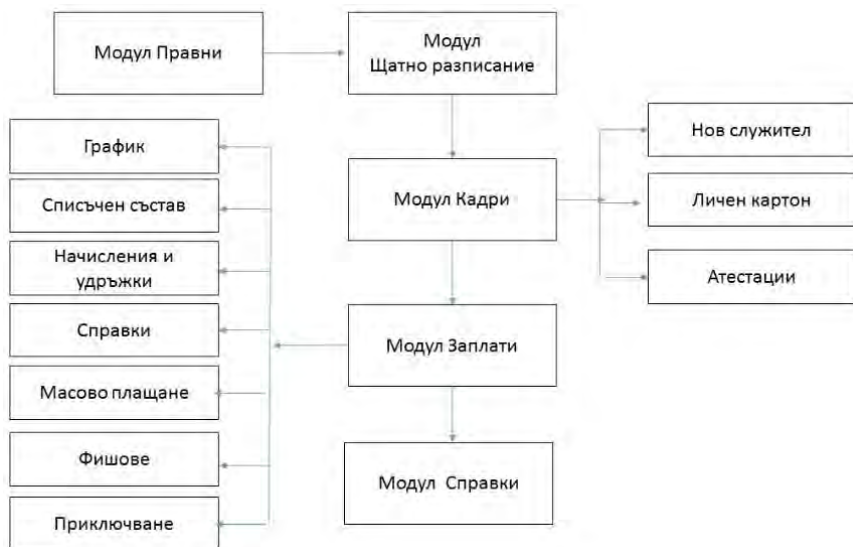 Модул Правни
Модул
Щатно разписание
График
Списъчен състав
Начисления и
удръжки
Справки
Масово плащане
Фишове
Приключване
Модул Кадри
Модул Заплати
Модул Справки
Нов служител
Личен картон
Атестации